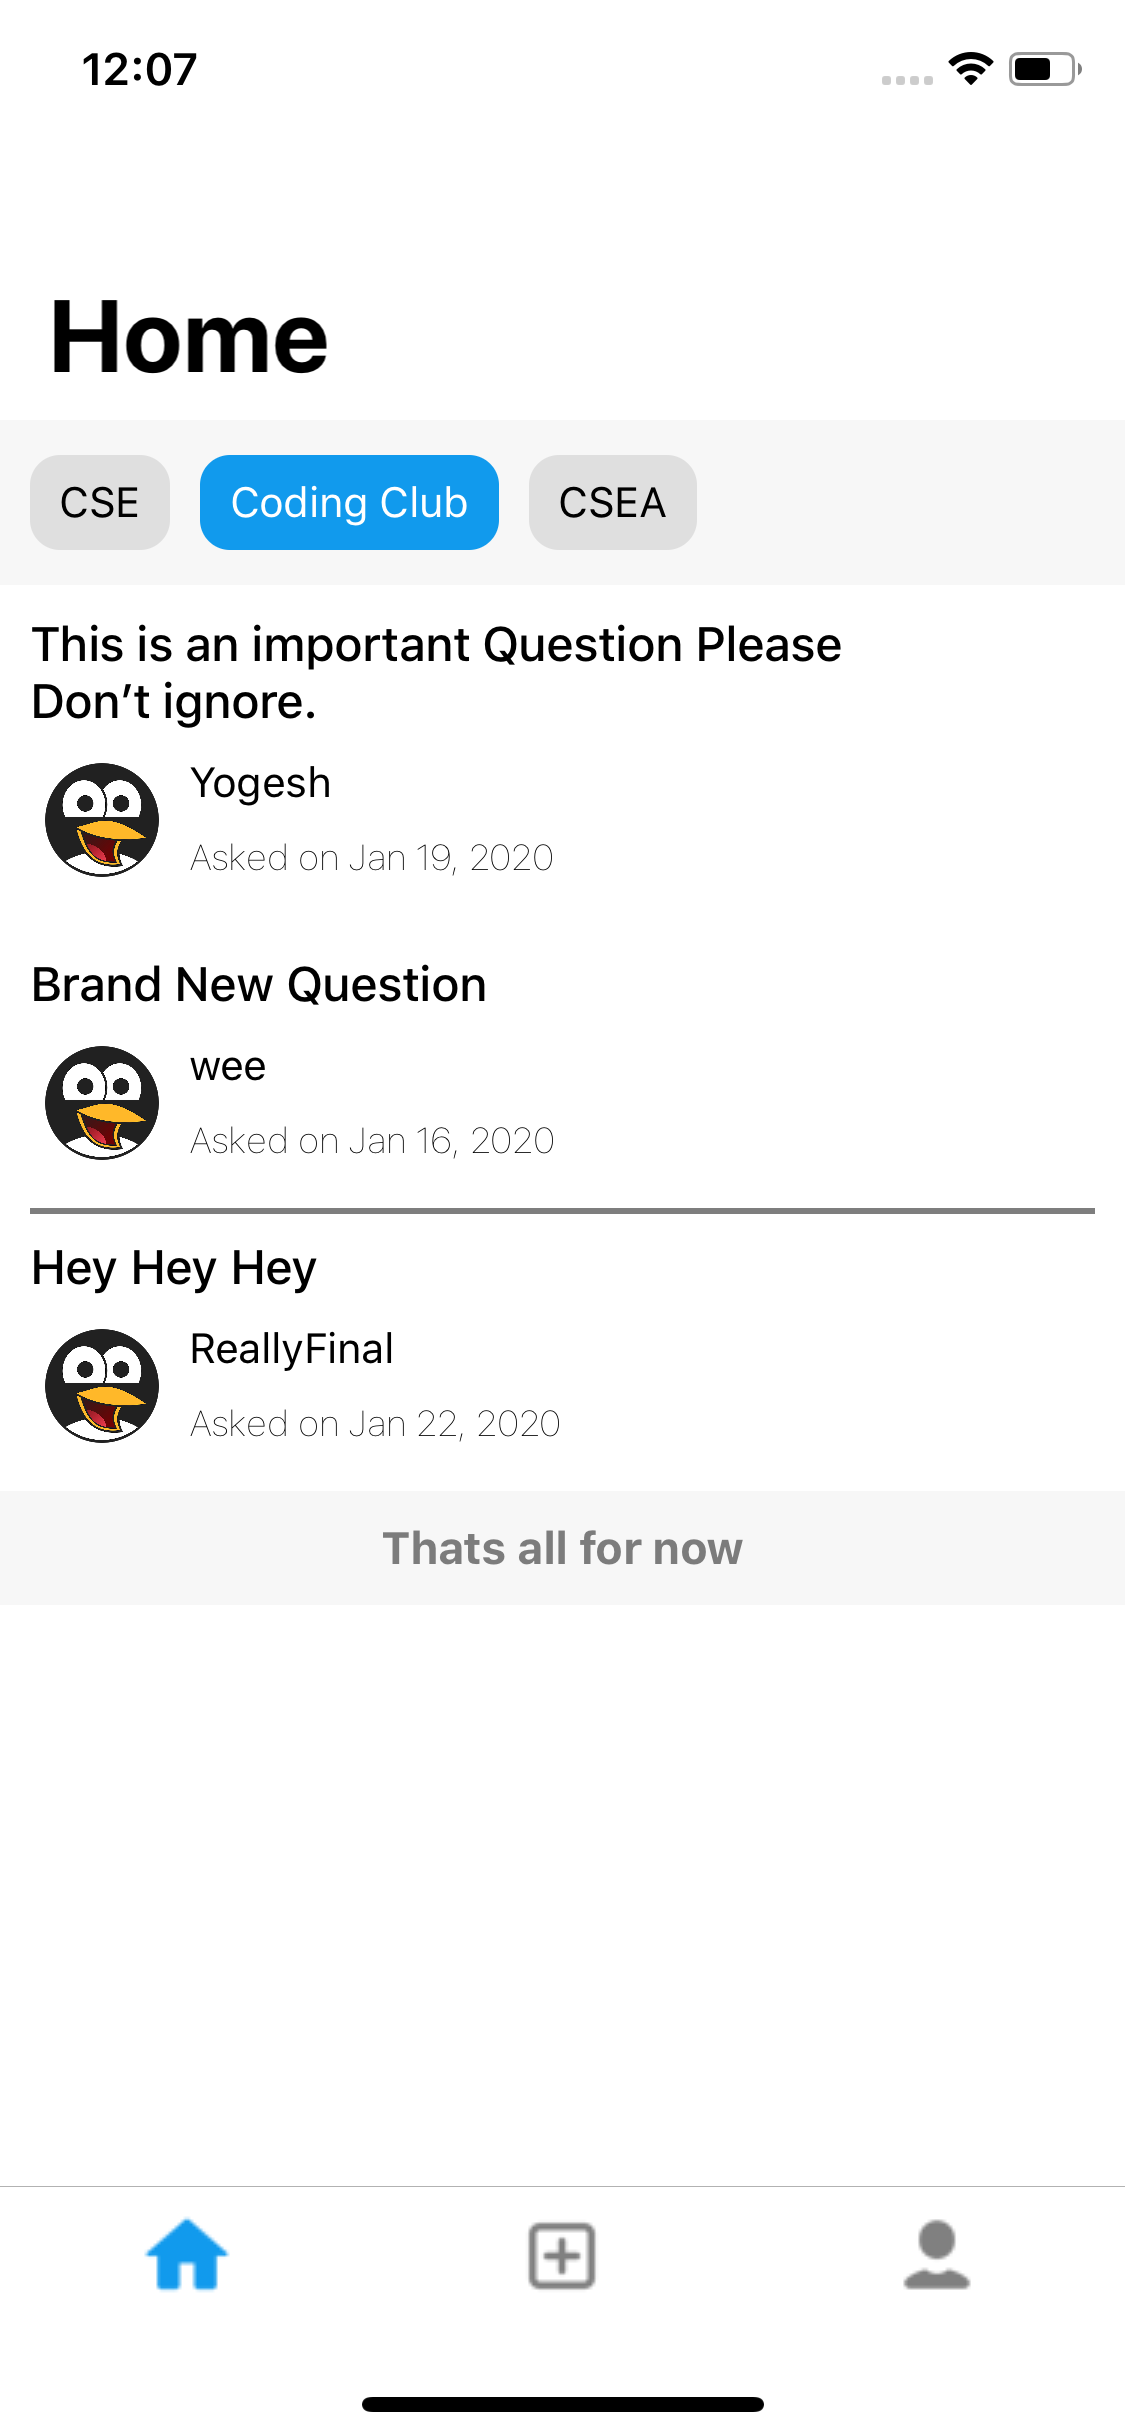 12:07
Home
CSE
Coding Club
CSEA
This is an important Question Please
Don’t ignore.
Yogesh
Asked on Jan 19, 2020
Brand New Question
wee
Asked on Jan 16, 2020
Hey Hey Hey
ReallyFinal
Asked on Jan 22, 2020
Thats all for now